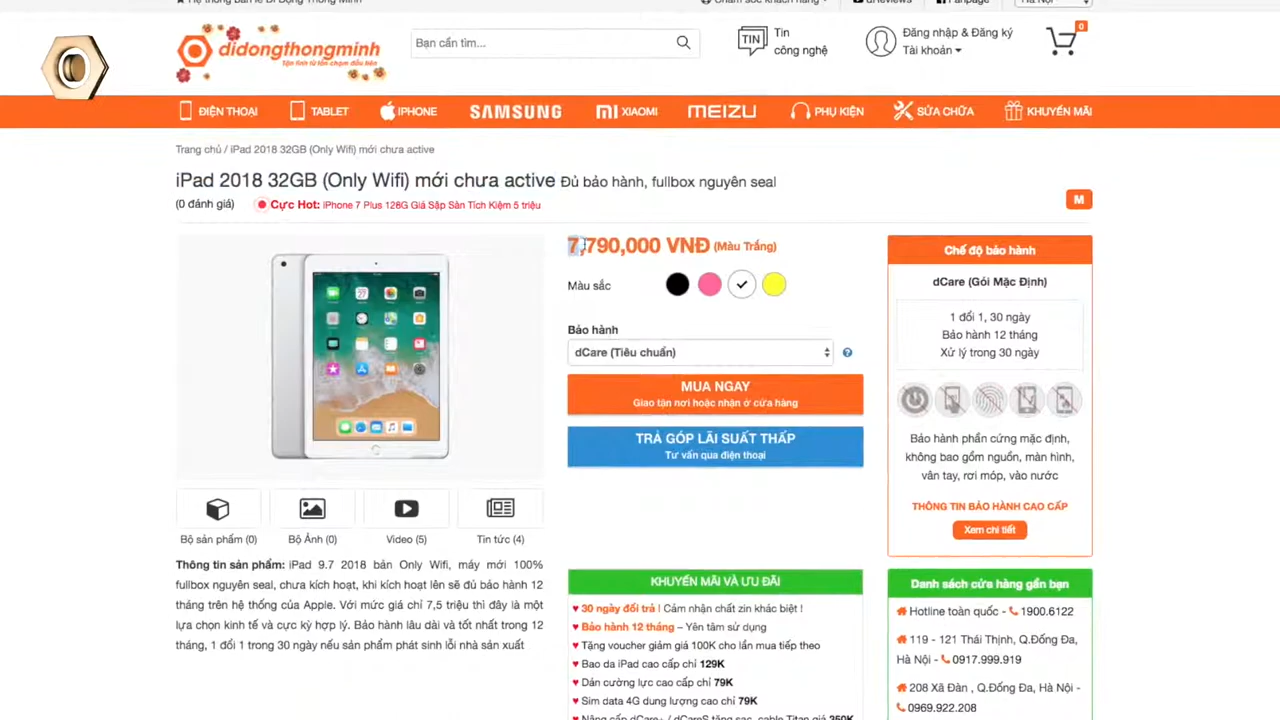 didongthongminh
Bạn cần tìm...
TIN
Tin
công nghệ
Đăng nhập & Đăng ký
Tài khoản
0
ĐIỆN THOẠI
TABLET
IPHONE
SAMSUNG
mi XIAOMI
MEIZU
PHỤ KIỆN
SỬA CHỮA
KHUYẾN MÃI
Trang chủ / iPad 2018 32GB (Only Wifi) mới chưa active
iPad 2018 32GB (Only Wifi) mới chưa active Đủ bảo hành, fullbox nguyên seal
(0 đánh giá)
Cực Hot: iPhone 7 Plus 128G Giá Sập Sàn Tích Kiệm 5 triệu
M
7,790,000 VNĐ (Màu Trắng)
Màu sắc
Bảo hành
dCare (Tiêu chuẩn)
MUA NGAY
Giao tận nơi hoặc nhận ở cửa hàng
TRẢ GÓP LÃI SUẤT THẤP
Tư vấn qua điện thoại
Chế độ bảo hành
dCare (Gói Mặc Định)
1 đổi 1, 30 ngày
Bảo hành 12 tháng
Xử lý trong 30 ngày
Bảo hành phần cứng mặc định,
không bao gồm nguồn, màn hình,
vân tay, rơi móp, vào nước
THÔNG TIN BẢO HÀNH CAO CẤP
Xem chi tiết
Bộ sản phẩm (0)
Bộ Ảnh (0)
Video (5)
Tin tức (4)
Thông tin sản phẩm: iPad 9.7 2018 bản Only Wifi, máy mới 100%
fullbox nguyên seal, chưa kích hoạt, khi kích hoạt lên sẽ đủ bảo hành 12
tháng trên hệ thống của Apple. Với mức giá chỉ 7,5 triệu thì đây là một
lựa chọn kinh tế và cực kỳ hợp lý. Bảo hành lâu dài và tốt nhất trong 12
tháng, 1 đổi 1 trong 30 ngày nếu sản phẩm phát sinh lỗi nhà sản xuất
KHUYẾN MÃI VÀ ƯU ĐÃI
♥ 30 ngày đổi trả ! Cảm nhận chất zin khác biệt !
♥ Bảo hành 12 tháng – Yên tâm sử dụng
♥ Tặng voucher giảm giá 100K cho lần mua tiếp theo
♥ Bao da iPad cao cấp chỉ 129K
♥ Dán cường lực cao cấp chỉ 79K
♥ Sim data 4G dung lượng cao chỉ 79K
Danh sách cửa hàng gần bạn
Hotline toàn quốc - 1900.6122
119 - 121 Thái Thịnh, Q.Đống Đa,
Hà Nội - 0917.999.919
208 Xã Đàn , Q.Đống Đa, Hà Nội -
0969.922.208